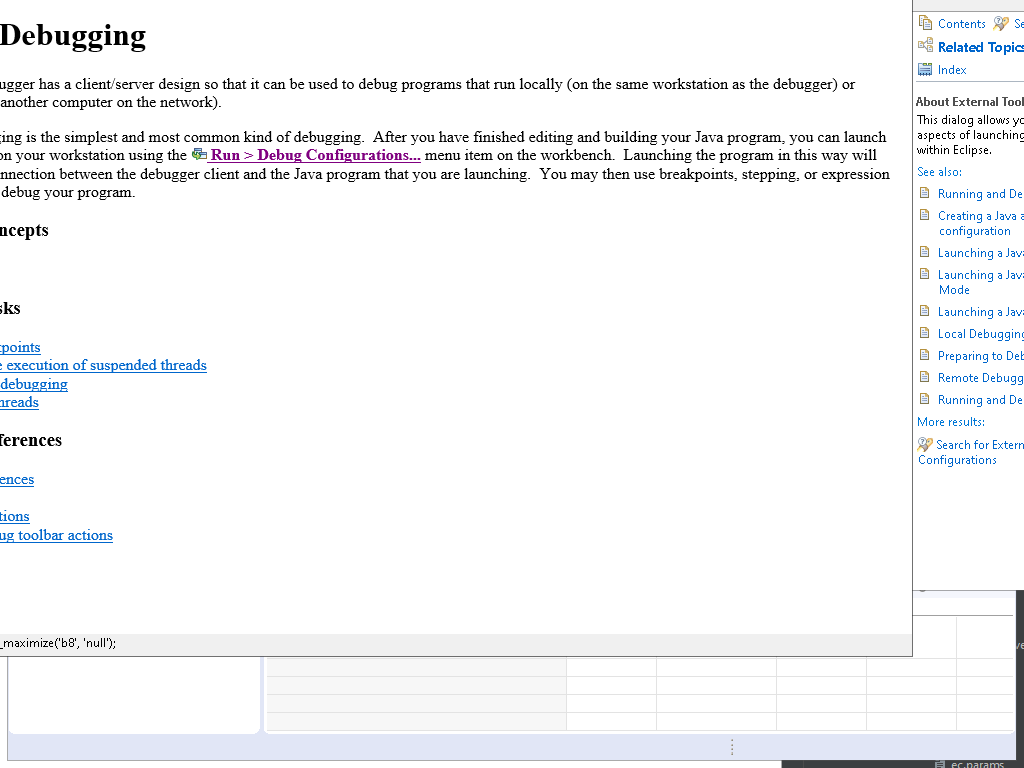 Debugging
ugger has a client/server design so that it can be used to debug programs that run locally (on the same workstation as the debugger) or
another computer on the network).
ing is the simplest and most common kind of debugging.  After you have finished editing and building your Java program, you can launch
on your workstation using the Run > Debug Configurations... menu item on the workbench.  Launching the program in this way will
nnection between the debugger client and the Java program that you are launching.  You may then use breakpoints, stepping, or expression
debug your program.
ncepts
sks
points
e execution of suspended threads
debugging
hreads
ferences
ences
tions
ug toolbar actions
_maximize('b8', 'null');
Contents Se
Related Topics
Index
About External Tool
This dialog allows yo
aspects of launching
within Eclipse.
See also:
Running and De
Creating a Java a
configuration
Launching a Java
Launching a Java
Mode
Launching a Java
Local Debugging
Preparing to Deb
Remote Debugg
Running and De
More results:
Search for Extern
Configurations
ve
ec.params